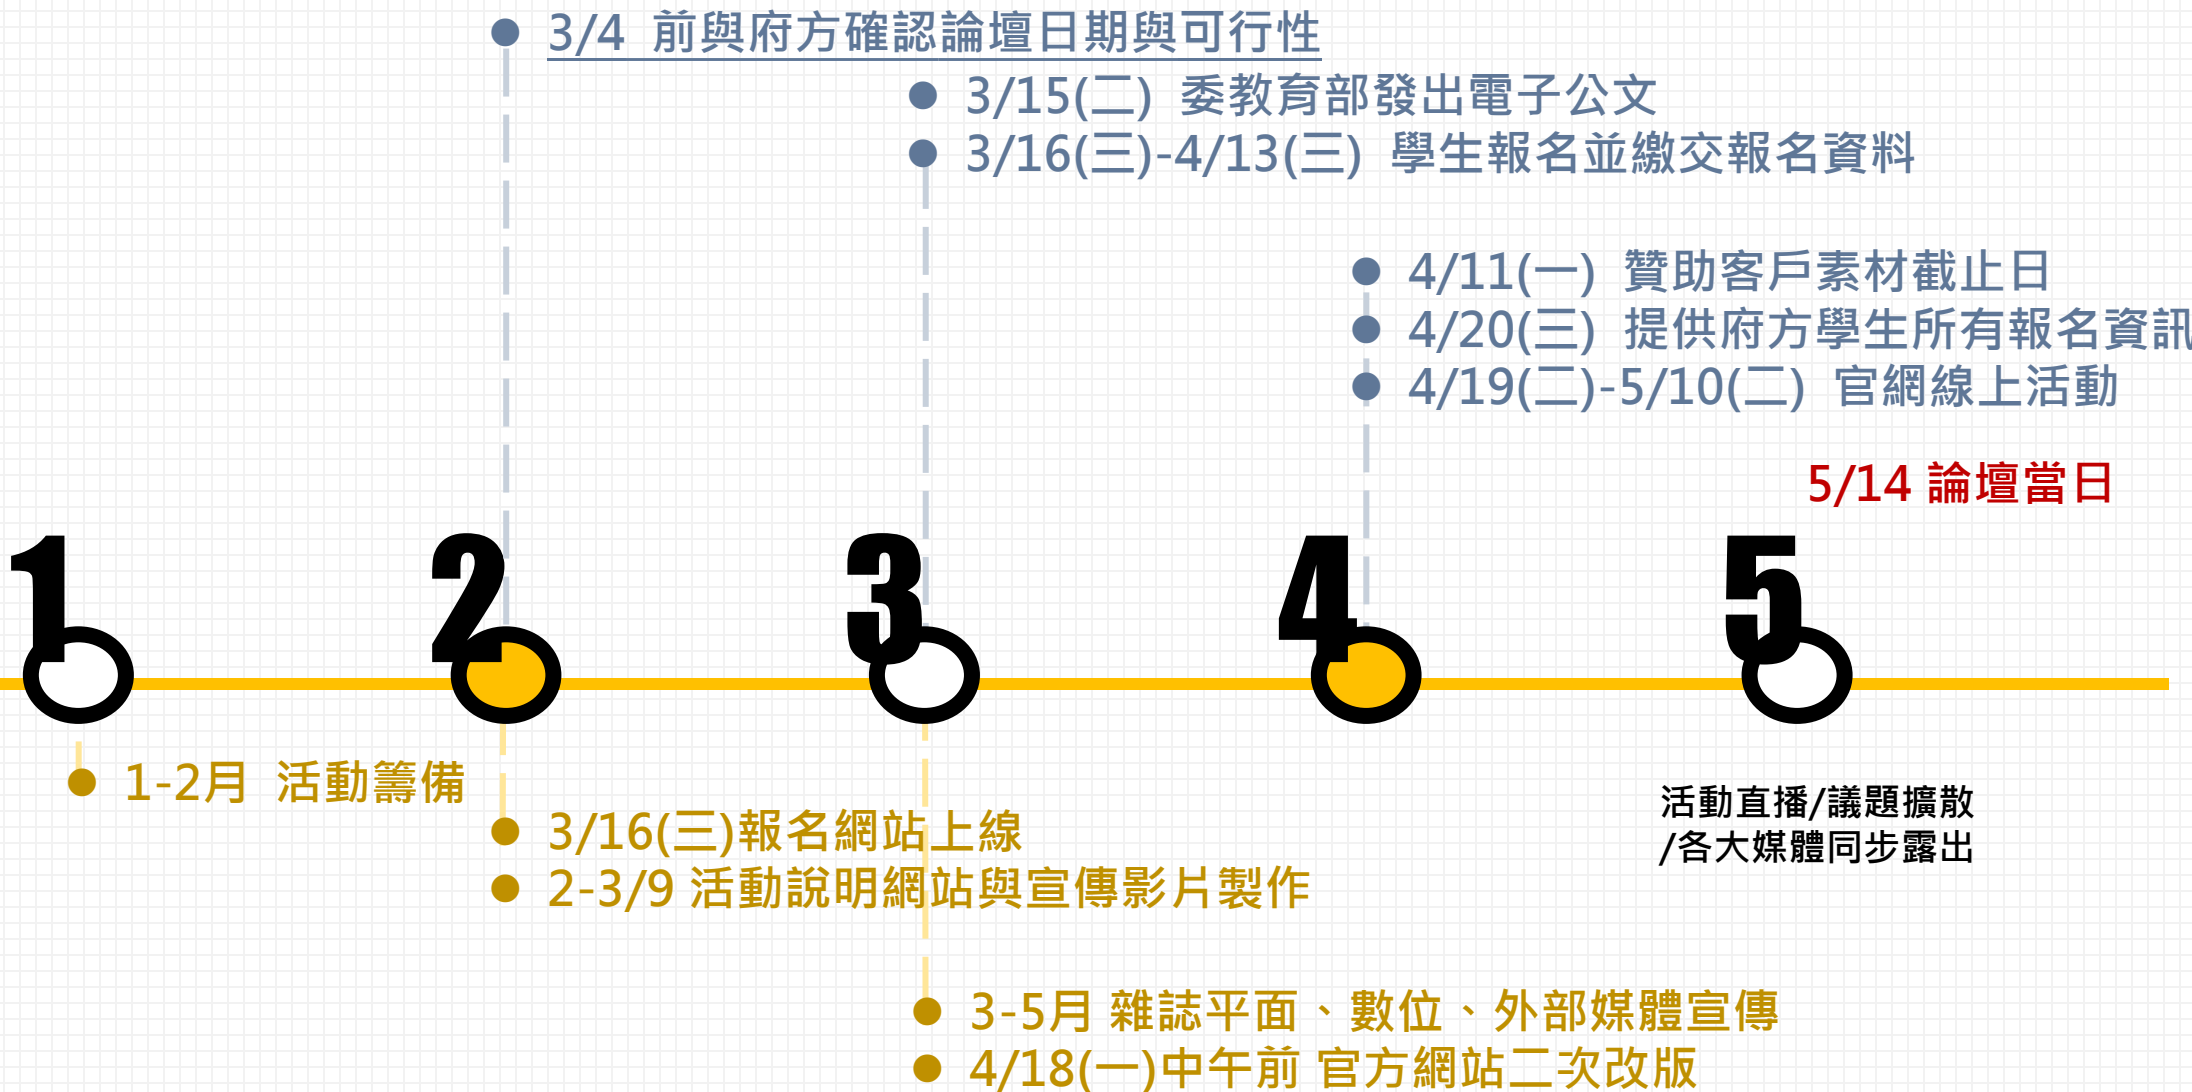 3/4 前與府方確認論壇日期與可行性
3/15(二) 委教育部發出電子公文
3/16(三)-4/13(三) 學生報名並繳交報名資料
4/11(一) 贊助客戶素材截止日
4/20(三) 提供府方學生所有報名資訊
4/19(二)-5/10(二) 官網線上活動
5/14 論壇當日
1
2
3
4
5
1-2月 活動籌備
3/16(三)報名網站上線
2-3/9 活動說明網站與宣傳影片製作
活動直播/議題擴散
/各大媒體同步露出
3-5月 雜誌平面、數位、外部媒體宣傳
4/18(一)中午前 官方網站二次改版